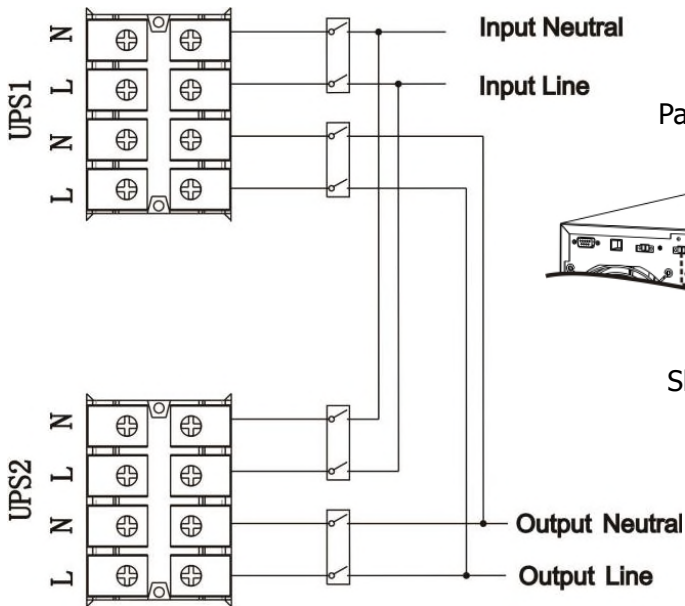 UPS1
N
L
N
L
Input Neutral
Input Line
Pa
UPS2
N
L
N
L
Sl
Output Neutral
Output Line